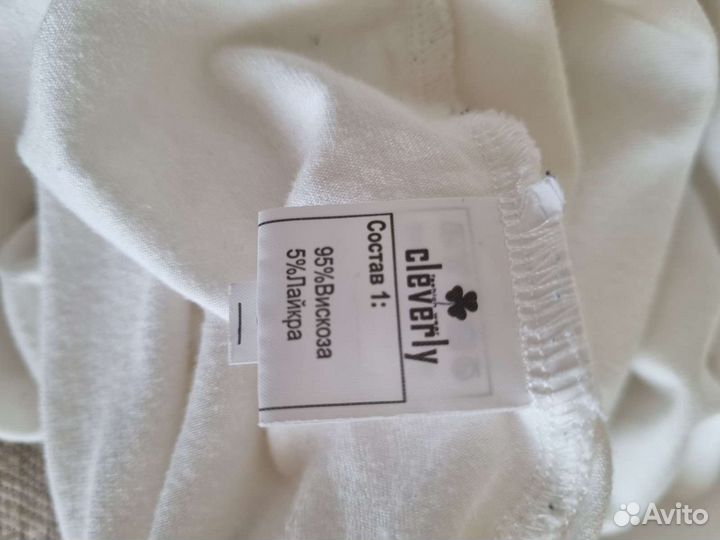 cleverly
Состав 1:
95%Вискоза
5%Лайкра
Avito